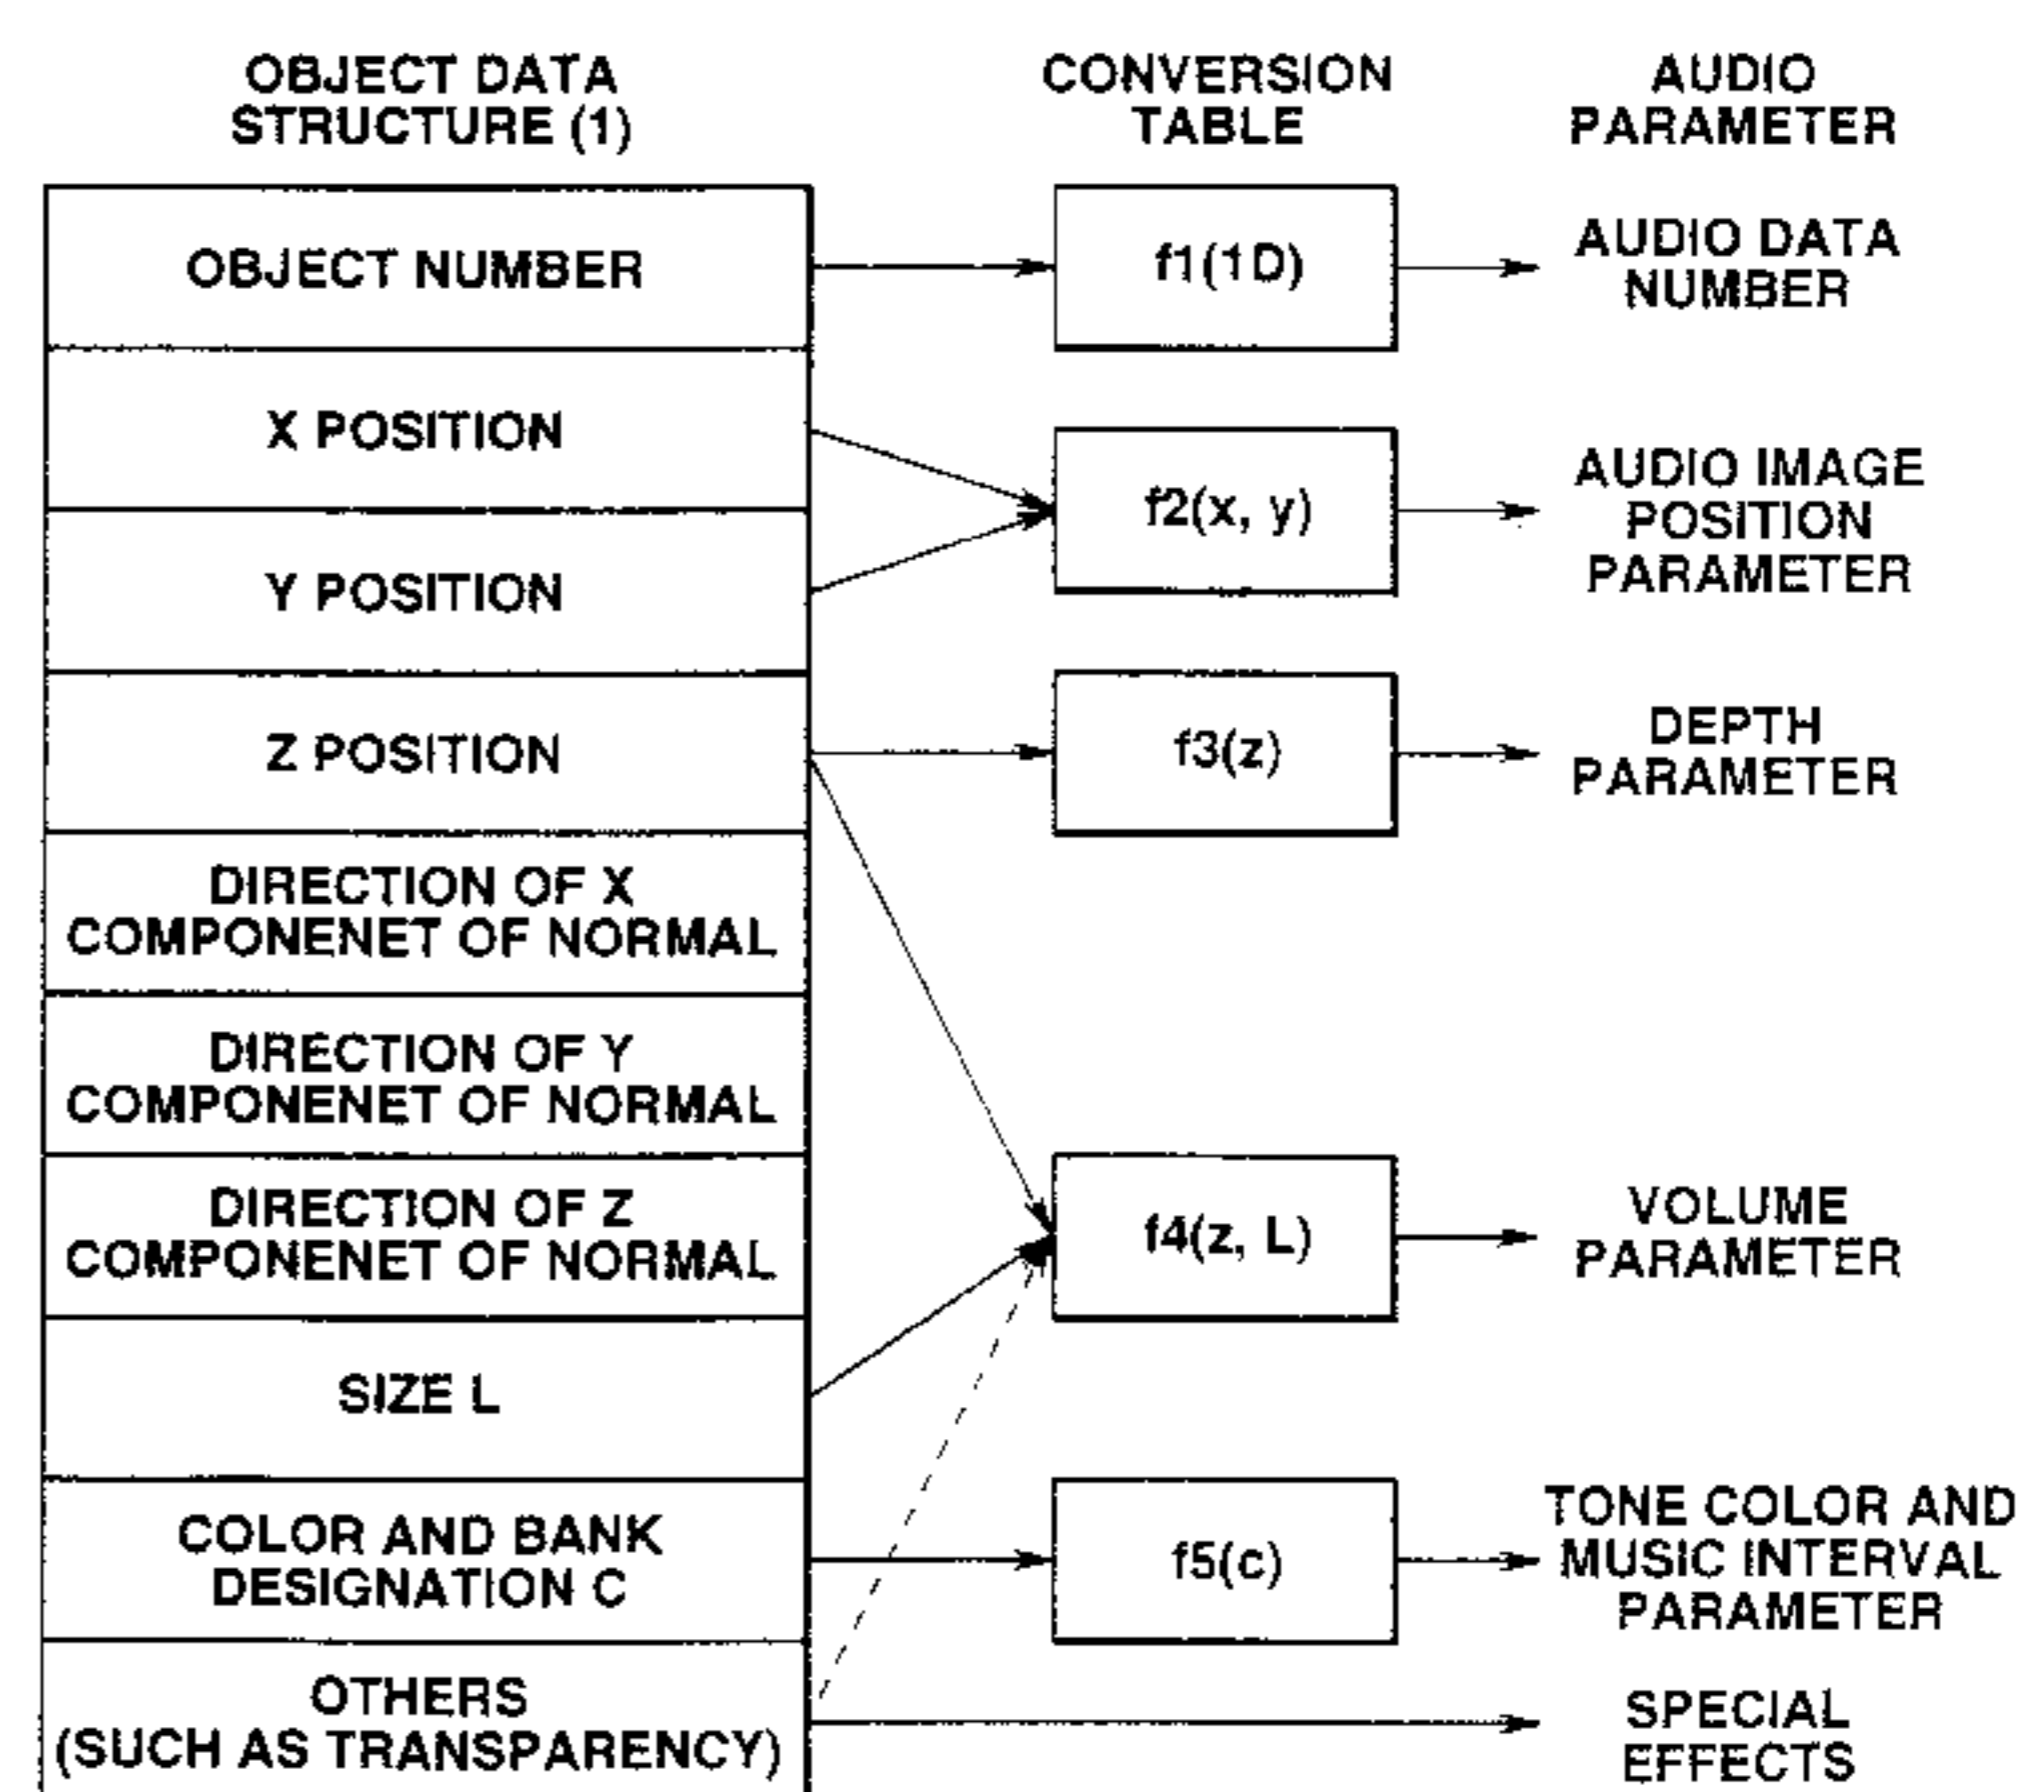 OBJECT DATA
STRUCTURE (1)
CONVERSION
TABLE
AUDIO
PARAMETER
OBJECT NUMBER
f1(1D)
AUDIO DATA
NUMBER
X POSITION
Y POSITION
f2(x, y)
AUDIO IMAGE
POSITION
PARAMETER
Z POSITION
f3(z)
DEPTH
PARAMETER
DIRECTION OF X
COMPONENET OF NORMAL
DIRECTION OF Y
COMPONENET OF NORMAL
DIRECTION OF Z
COMPONENET OF NORMAL
f4(z, L)
VOLUME
PARAMETER
SIZE L
COLOR AND BANK
DESIGNATION C
f5(c)
TONE COLOR AND
MUSIC INTERVAL
PARAMETER
OTHERS
(SUCH AS TRANSPARENCY)
SPECIAL
EFFECTS